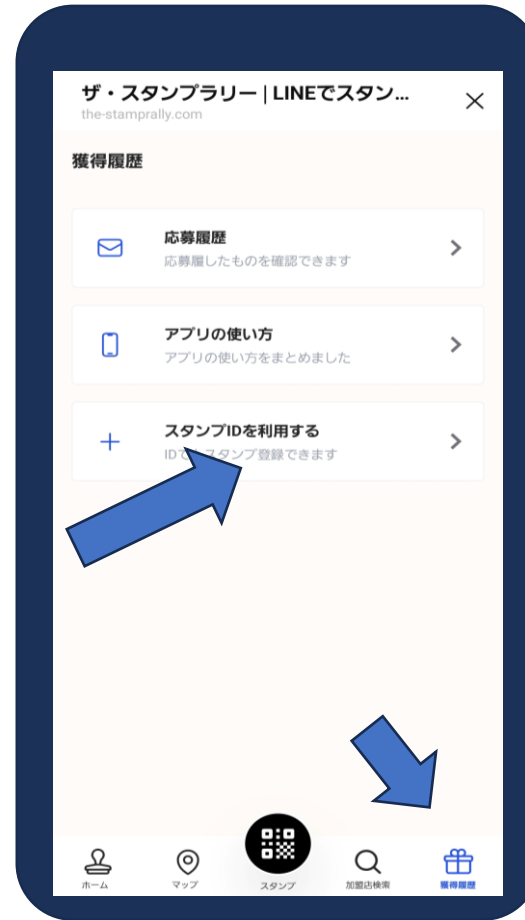 ザ・スタンプラリー | LINEでスタン...
the-stamprally.com
獲得履歴
応募履歴
応募履したものを確認できます
アプリの使い方
アプリの使い方をまとめました
スタンプIDを利用する
IDで スタンプ登録できます
ホーム
マップ
スタンプ
加盟店検索
獲得履歴